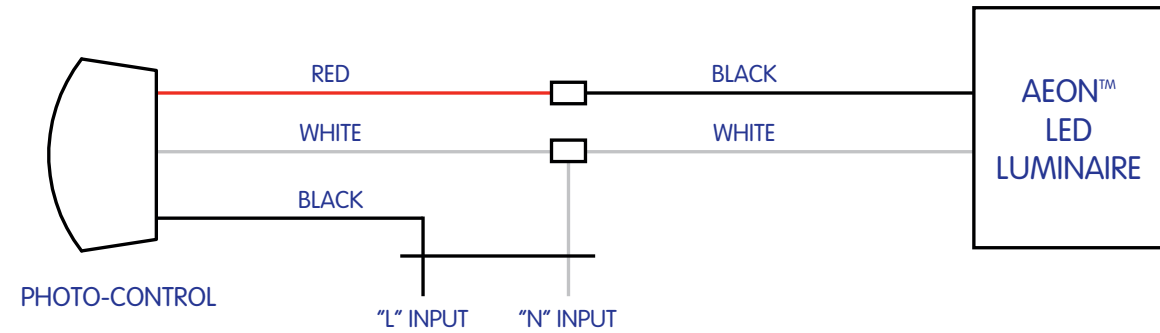 RED
BLACK
AEON™
LED
LUMINAIRE
WHITE
WHITE
BLACK
PHOTO-CONTROL
"L" INPUT
"N" INPUT